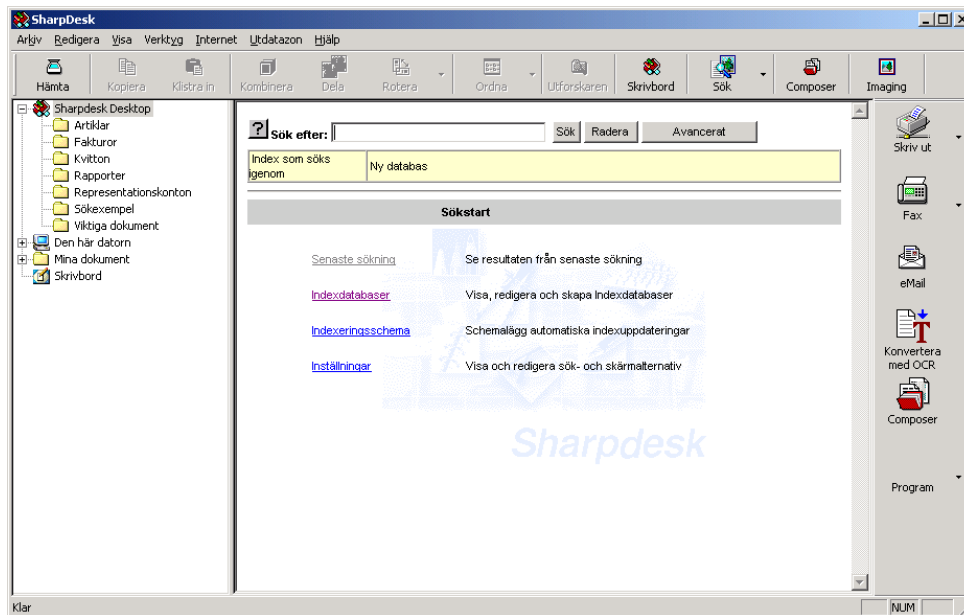 SharpDesk
Arkiv Redigera Visa Verktyg Internet Utdatazon Hjälp
Hämta Kopiera Klistra in Kombinera Dela Rotera Ordna Utforskaren Skrivbord Sök Composer Imaging
Sharpdesk Desktop
Artiklar
Fakturor
Kvitton
Rapporter
Representationskonton
Sökexempel
Viktiga dokument
Den här datorn
Mina dokument
Skrivbord
? Sök efter: Sök Radera Avancerat
Index som söks
igenom
Ny databas
Sökstart
Senaste sökning Se resultaten från senaste sökning
Indexdatabaser Visa, redigera och skapa Indexdatabaser
Indexeringsschema Schemalägg automatiska indexuppdateringar
Inställningar Visa och redigera sök- och skärmalternativ
Sharpdesk
Skriv ut
Fax
eMail
Konvertera
med OCR
Composer
Program
Klar NUM